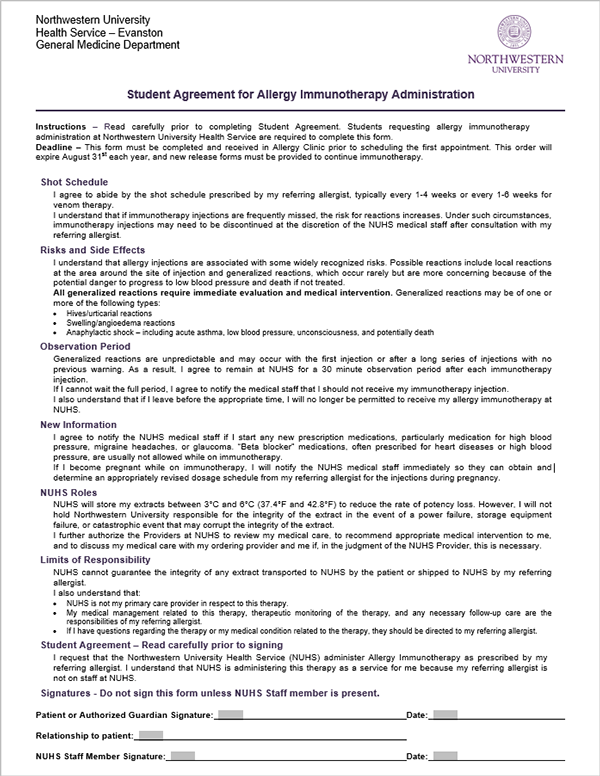 Northwestern University
Health Service – Evanston
General Medicine Department
NORTHWESTERN
UNIVERSITY
Student Agreement for Allergy Immunotherapy Administration
Instructions – Read carefully prior to completing Student Agreement. Students requesting allergy immunotherapy
administration at Northwestern University Health Service are required to complete this form.
Deadline – This form must be completed and received in Allergy Clinic prior to scheduling the first appointment. This order will
expire August 31st each year, and new release forms must be provided to continue immunotherapy.
Shot Schedule
I agree to abide by the shot schedule prescribed by my referring allergist, typically every 1-4 weeks or every 1-6 weeks for
venom therapy.
I understand that if immunotherapy injections are frequently missed, the risk for reactions increases. Under such circumstances,
immunotherapy injections may need to be discontinued at the discretion of the NUHS medical staff after consultation with my
referring allergist.
Risks and Side Effects
I understand that allergy injections are associated with some widely recognized risks. Possible reactions include local reactions
at the area around the site of injection and generalized reactions, which occur rarely but are more concerning because of the
potential danger to progress to low blood pressure and death if not treated.
All generalized reactions require immediate evaluation and medical intervention. Generalized reactions may be of one or
more of the following types:
• Hives/urticarial reactions
• Swelling/angioedema reactions
• Anaphylactic shock – including acute asthma, low blood pressure, unconsciousness, and potentially death
Observation Period
Generalized reactions are unpredictable and may occur with the first injection or after a long series of injections with no
previous warning. As a result, I agree to remain at NUHS for a 30 minute observation period after each immunotherapy
injection.
If I cannot wait the full period, I agree to notify the medical staff that I should not receive my immunotherapy injection.
I also understand that if I leave before the appropriate time, I will no longer be permitted to receive my allergy immunotherapy at
NUHS.
New Information
I agree to notify the NUHS medical staff if I start any new prescription medications, particularly medication for high blood
pressure, migraine headaches, or glaucoma. "Beta blocker" medications, often prescribed for heart diseases or high blood
pressure, are usually not allowed while on immunotherapy.
If I become pregnant while on immunotherapy, I will notify the NUHS medical staff immediately so they can obtain and
determine an appropriately revised dosage schedule from my referring allergist for the injections during pregnancy.
NUHS Roles
NUHS will store my extracts between 3°C and 6°C (37.4°F and 42.8°F) to reduce the rate of potency loss. However, I will not
hold Northwestern University responsible for the integrity of the extract in the event of a power failure, storage equipment
failure, or catastrophic event that may corrupt the integrity of the extract.
I further authorize the Providers at NUHS to review my medical care, to recommend appropriate medical intervention to me,
and to discuss my medical care with my ordering provider and me if, in the judgment of the NUHS Provider, this is necessary.
Limits of Responsibility
NUHS cannot guarantee the integrity of any extract transported to NUHS by the patient or shipped to NUHS by my referring
allergist.
I also understand that:
• NUHS is not my primary care provider in respect to this therapy.
• My medical management related to this therapy, therapeutic monitoring of the therapy, and any necessary follow-up care are the
responsibilities of my referring allergist.
• If I have questions regarding the therapy or my medical condition related to the therapy, they should be directed to my referring allergist.
Student Agreement – Read carefully prior to signing
I request that the Northwestern University Health Service (NUHS) administer Allergy Immunotherapy as prescribed by my
referring allergist. I understand that NUHS is administering this therapy as a service for me because my referring allergist is
not on staff at NUHS.
Signatures - Do not sign this form unless NUHS Staff member is present.
Patient or Authorized Guardian Signature: Date:
Relationship to patient:
NUHS Staff Member Signature: Date: